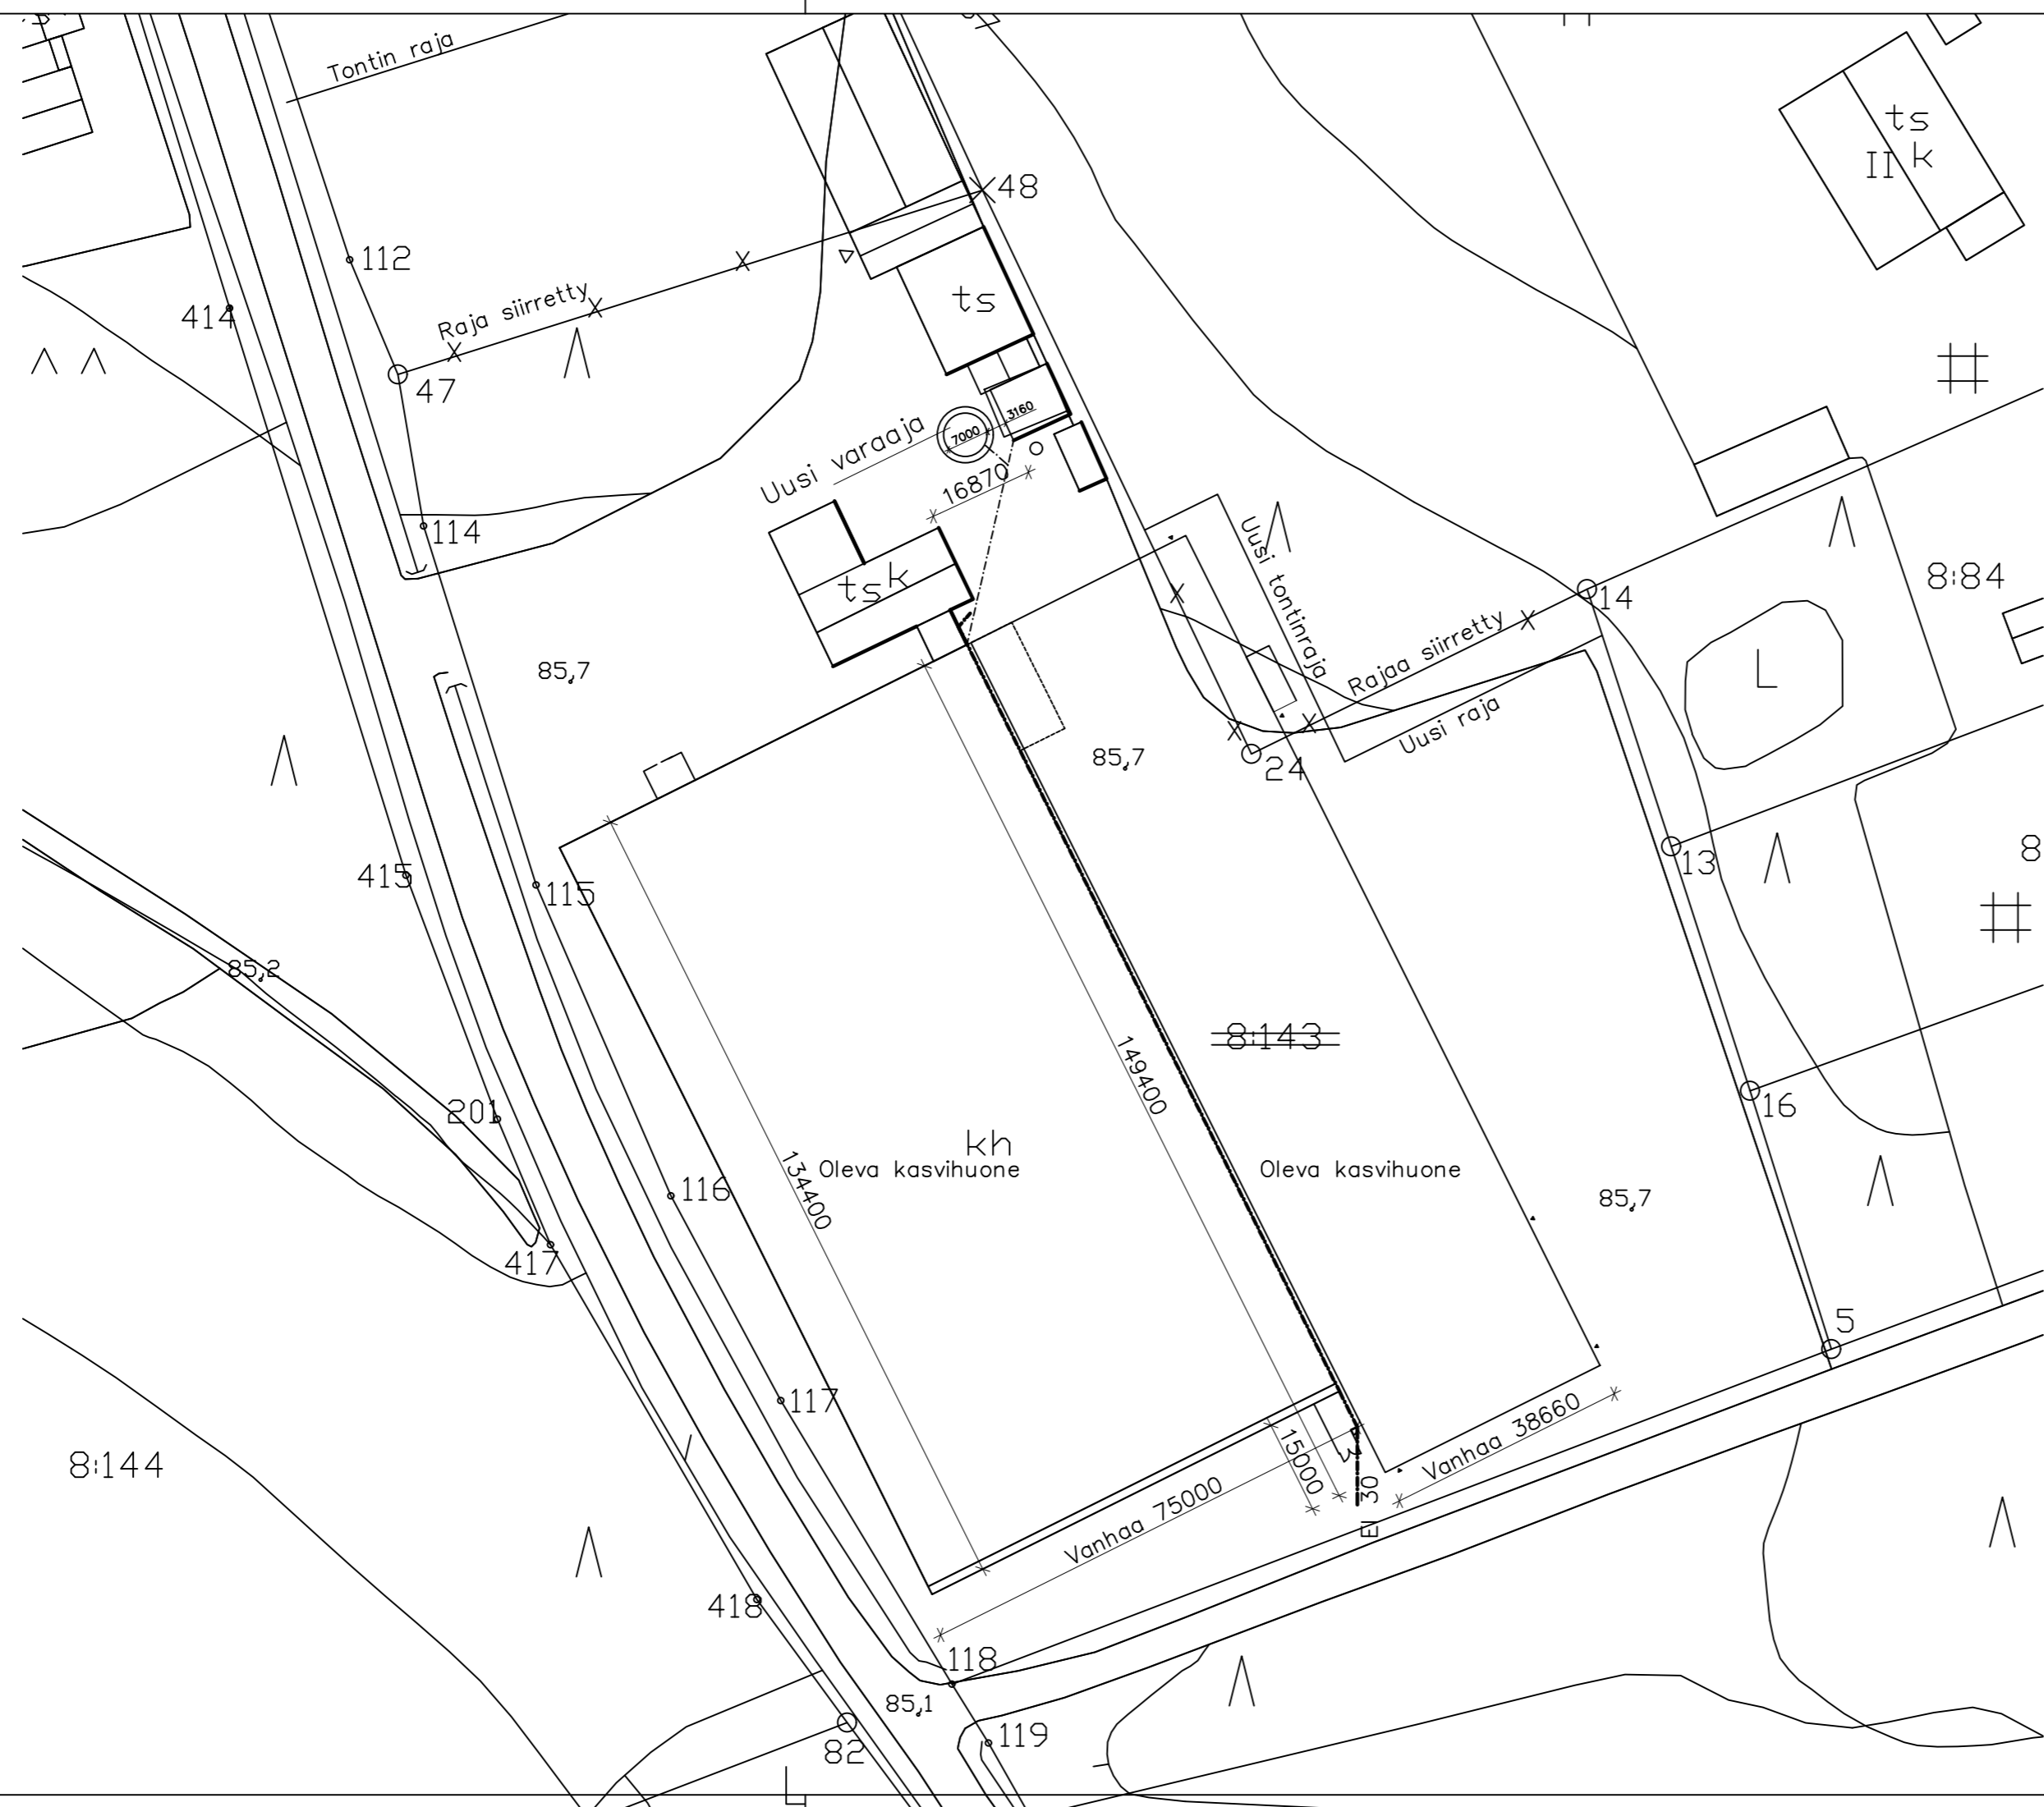 s
Tontin raja
ts
k
II
48
112
414
Raja siirretty
X
X
X
ts
47
3160
7000
Uusi varaaja
16870
114
ts k
Uusi tontinraja
X
14
8:84
Rajaa siirretty
X
L
85,7
Uusi raja
X
X
85,7
24
13
8
415
115
85,2
8:143
149400
201
16
kh
Oleva kasvihuone
Oleva kasvihuone
134400
116
85,7
417
5
117
Vanhaa 38660
15000
8:144
Vanhaa 75000
EI 30
418
118
85,1
119
82